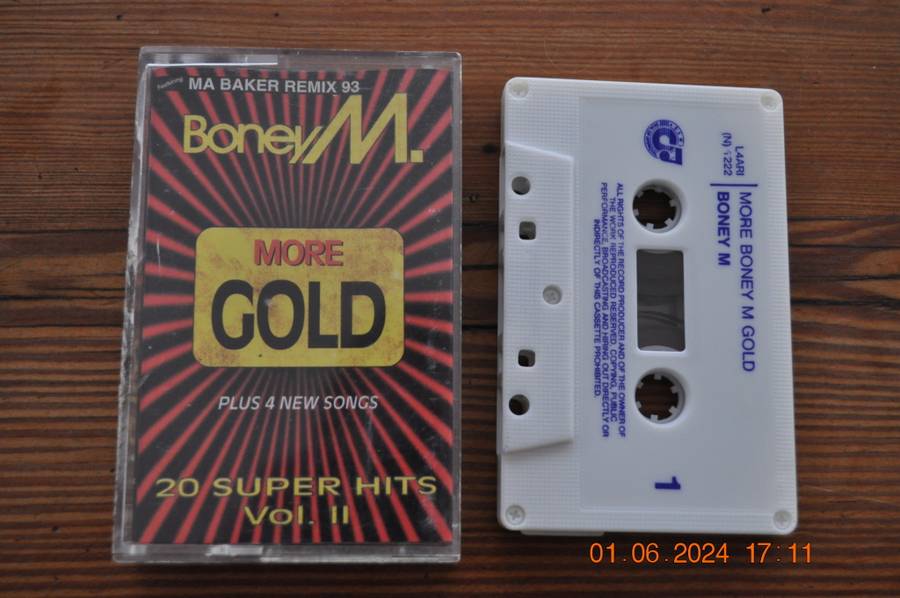 Featuring MA BAKER REMIX 93
Boney M.
MORE
GOLD
PLUS 4 NEW SONGS
20 SUPER HITS
Vol. II
L4ARI
(N) 1222
MORE BONEY M GOLD
BONEY M
ALL RIGHTS OF THE RECORD PRODUCER AND OF THE OWNER OF
THE WORK REPRODUCED RESERVED. COPYING, PUBLIC
PERFORMANCE, BROADCASTING AND HIRING OUT DIRECTLY OR
INDIRECTLY OF THIS CASSETTE PROHIBITED.
1
01.06.2024 17:11